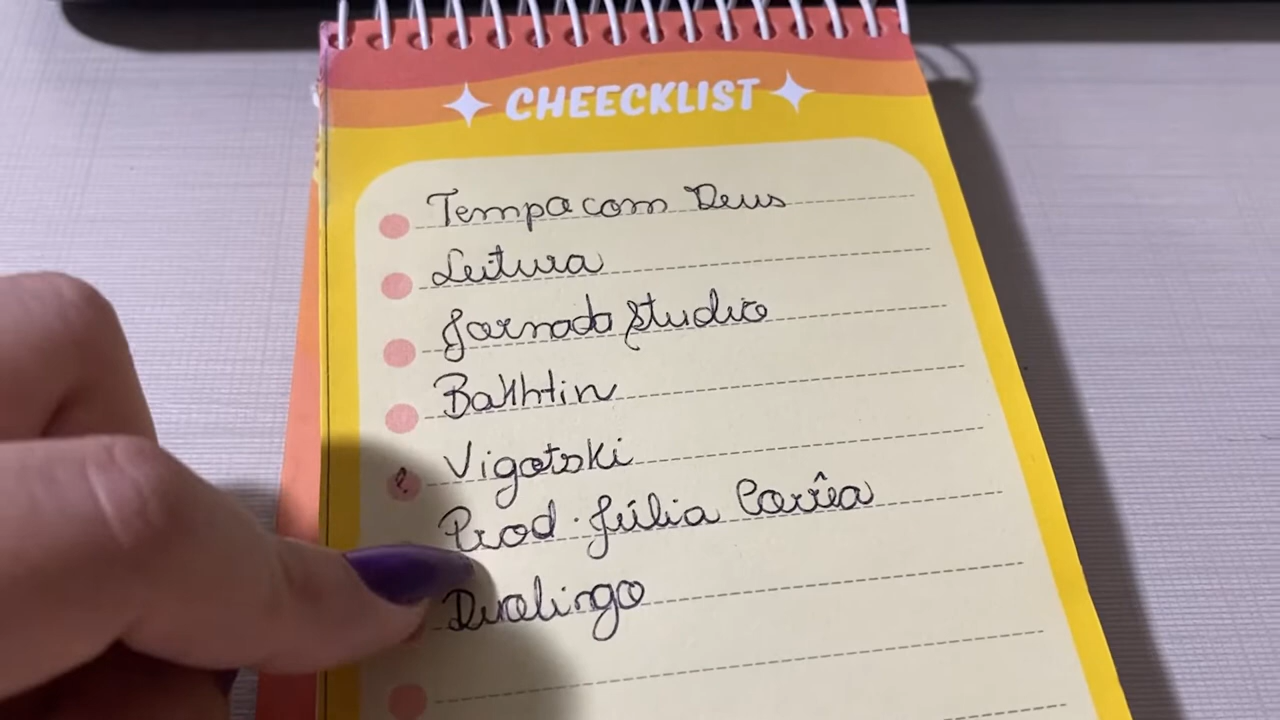 CHEECKLIST
Tempo com Deus
Leitura
Jornada Studio
Bakhtin
Vigotski
Prod. Júlia Corrêa
Duolingo